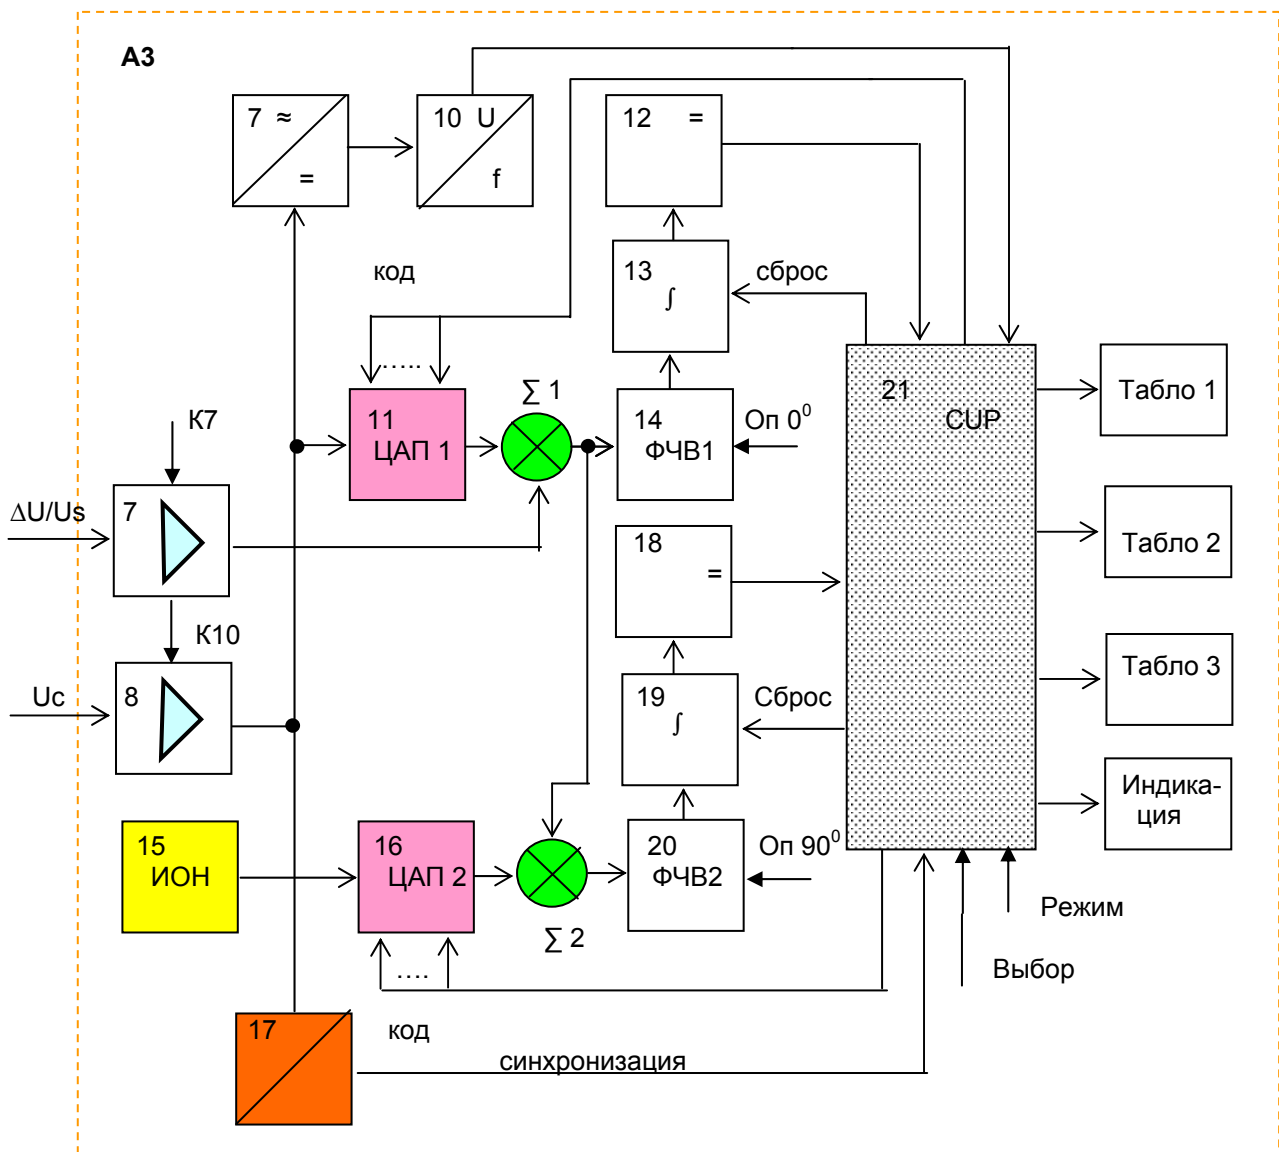 А3
7 ≈
=
10 U
f
12 =
13
∫
сброс
код
.....
∑ 1
11
ЦАП 1
14
ФЧВ1
Оп 0⁰
21
CUP
Табло 1
К7
ΔU/Us
7
18
=
Табло 2
К10
Uc
8
19
∫
Сброс
Табло 3
Индика-
ция
15
ИОН
16
ЦАП 2
∑ 2
20
ФЧВ2
Оп 90⁰
Режим
Выбор
....
17
код
синхронизация